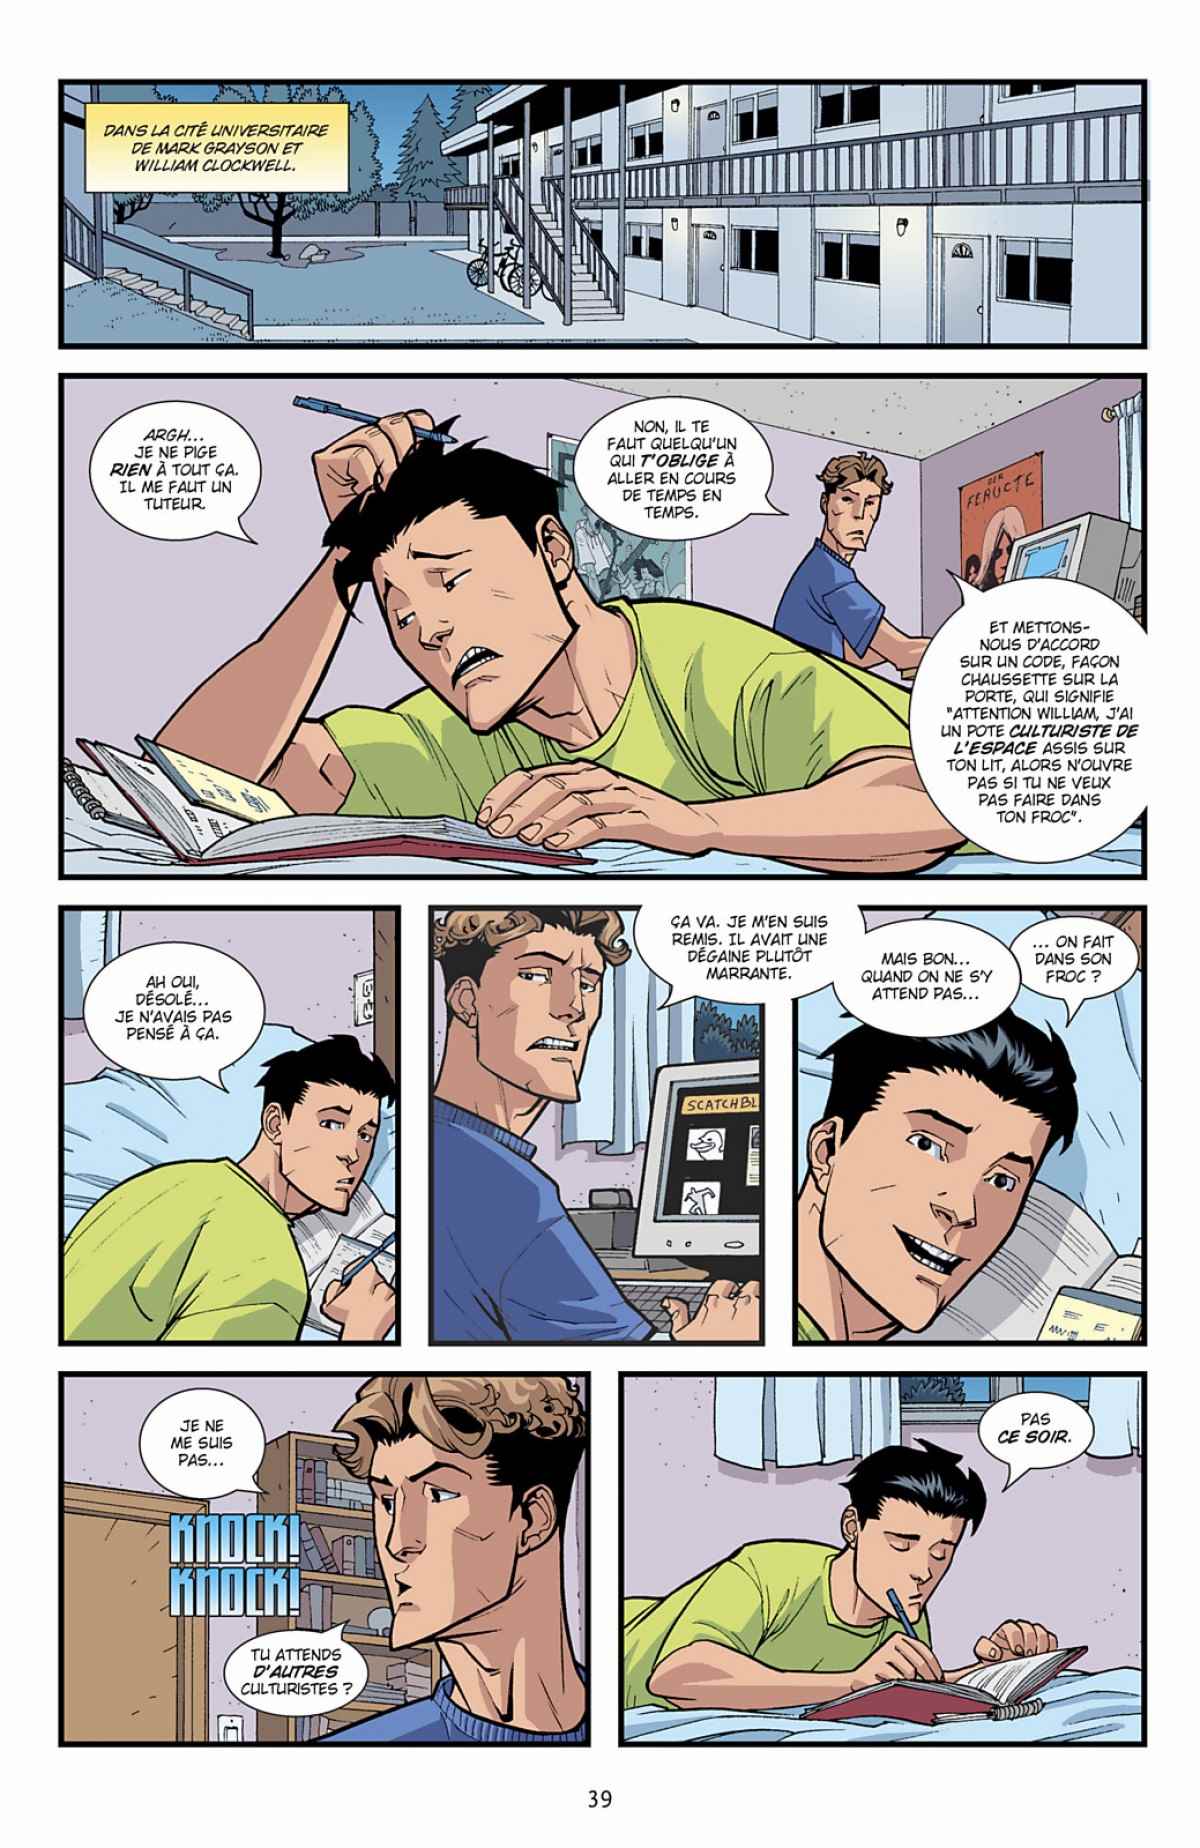 DANS LA CITÉ UNIVERSITAIRE
DE MARK GRAYSON ET
WILLIAM CLOCKWELL.
ARGH...
JE NE PIGE
RIEN À TOUT ÇA.
IL ME FAUT UN
TUTEUR.
NON, IL TE
FAUT QUELQU'UN
QUI T'OBLIGE À
ALLER EN COURS
DE TEMPS EN
TEMPS.
FERUCTE
ET METTONS-
NOUS D'ACCORD
SUR UN CODE, FAÇON
CHAUSSETTE SUR LA
PORTE, QUI SIGNIFIE
"ATTENTION WILLIAM, J'AI
UN POTE CULTURISTE DE
L'ESPACE ASSIS SUR
TON LIT, ALORS N'OUVRE
PAS SI TU NE VEUX
PAS FAIRE DANS
TON FROC".
AH OUI,
DÉSOLÉ...
JE N'AVAIS PAS
PENSÉ À ÇA.
ÇA VA. JE M'EN SUIS
REMIS. IL AVAIT UNE
DÉGAINE PLUTÔT
MARRANTE.
SCATCHBL
MAIS BON...
QUAND ON NE S'Y
ATTEND PAS...
... ON FAIT
DANS SON
FROC ?
JE NE
ME SUIS
PAS...
KNOCK!
KNOCK!
TU ATTENDS
D'AUTRES
CULTURISTES ?
PAS
CE SOIR.
39